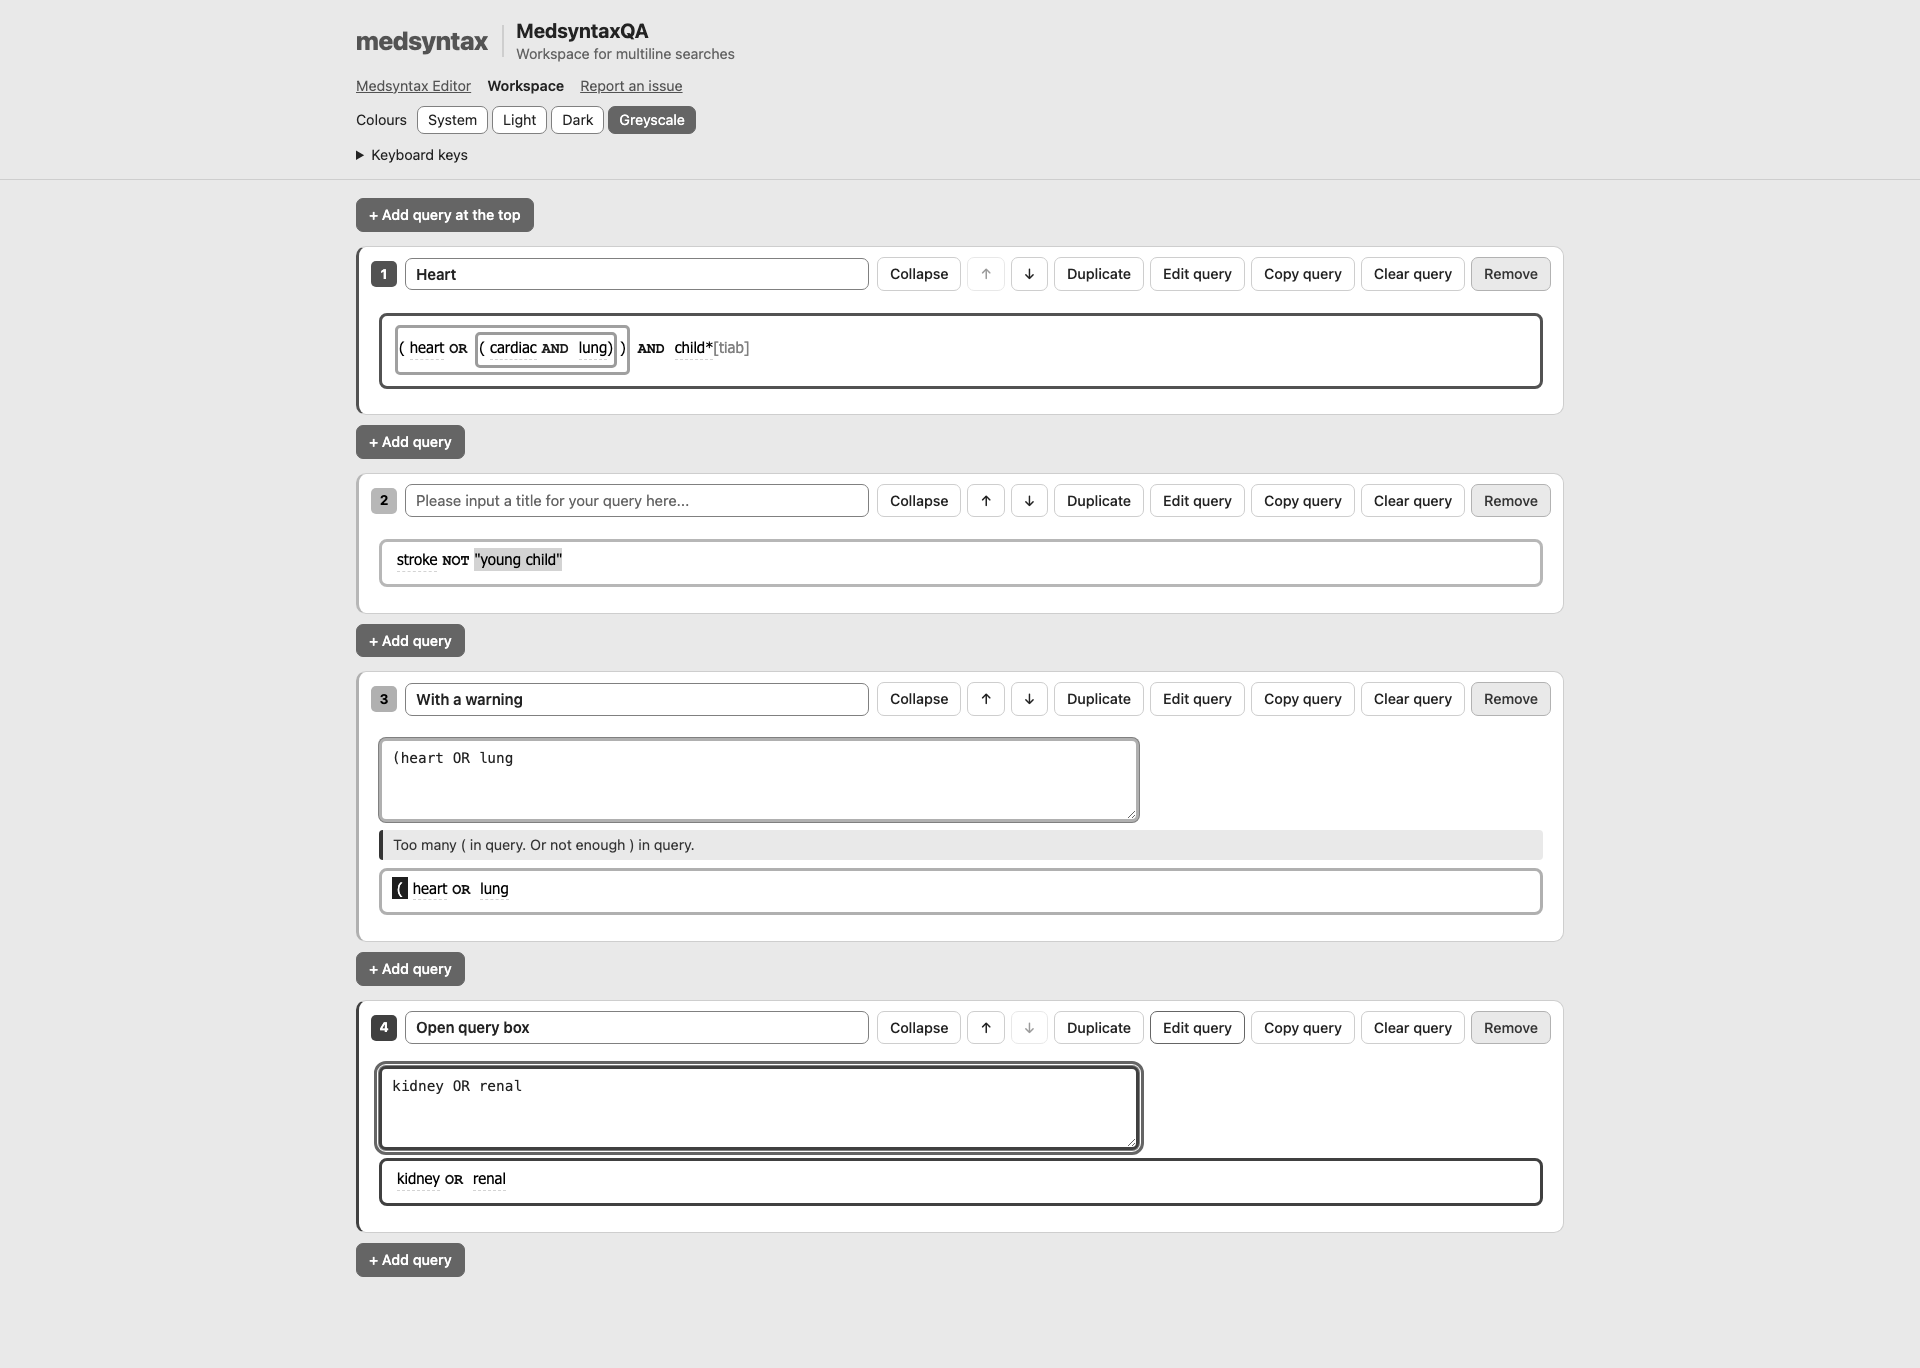 medsyntax
MedsyntaxQA
Workspace for multiline searches
Medsyntax Editor Workspace Report an issue
Colours System Light Dark Greyscale
▶ Keyboard keys
+ Add query at the top
1 Heart Collapse ↑ ↓ Duplicate Edit query Copy query Clear query Remove
( heart OR ( cardiac AND lung) ) AND child*[tiab]
+ Add query
2 Please input a title for your query here... Collapse ↑ ↓ Duplicate Edit query Copy query Clear query Remove
stroke NOT "young child"
+ Add query
3 With a warning Collapse ↑ ↓ Duplicate Edit query Copy query Clear query Remove
(heart OR lung
Too many ( in query. Or not enough ) in query.
( heart OR lung
+ Add query
4 Open query box Collapse ↑ ↓ Duplicate Edit query Copy query Clear query Remove
kidney OR renal
kidney OR renal
+ Add query